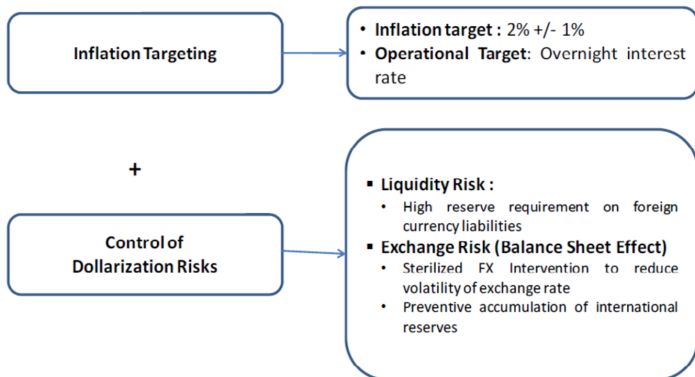 Inflation Targeting
• Inflation target : 2% +/- 1%
• Operational Target: Overnight interest
rate
+
Control of
Dollarization Risks
▪ Liquidity Risk :
• High reserve requirement on foreign
currency liabilities
▪ Exchange Risk (Balance Sheet Effect)
• Sterilized FX Intervention to reduce
volatility of exchange rate
• Preventive accumulation of international
reserves